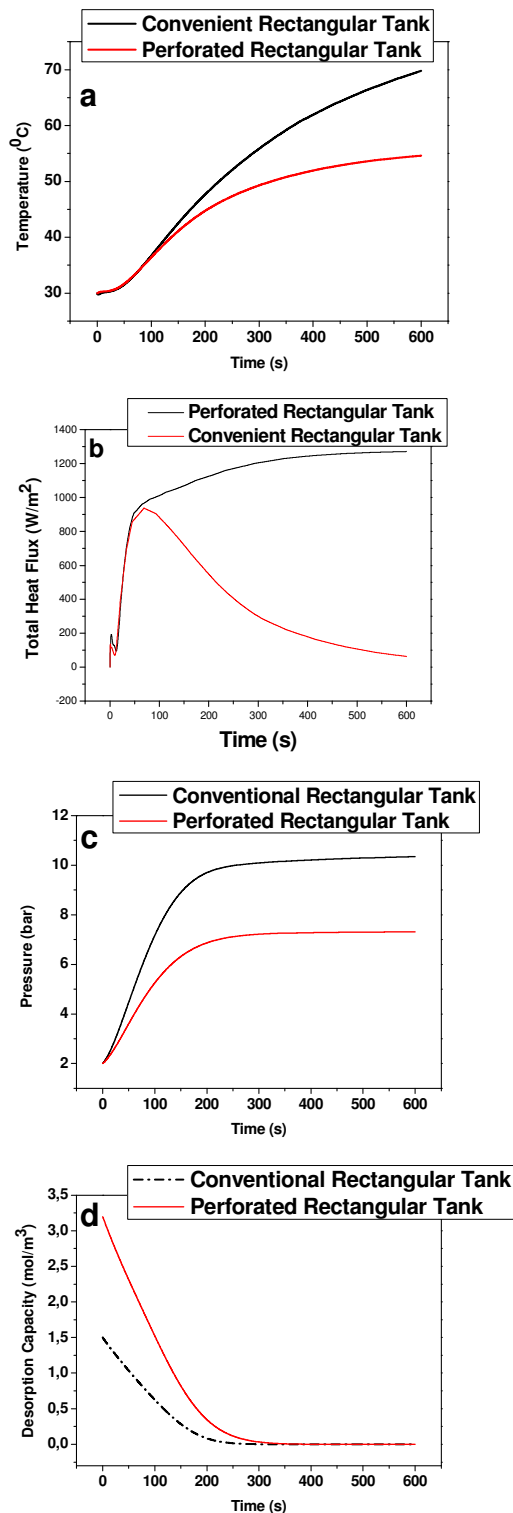 Convenient Rectangular Tank
Perforated Rectangular Tank
a
70
60
50
40
30
Temperature (⁰C)
0 100 200 300 400 500 600
Time (s)
Perforated Rectangular Tank
Convenient Rectangular Tank
b
1400
1200
1000
800
600
400
200
0
-200
Total Heat Flux (W/m²)
0 100 200 300 400 500 600
Time (s)
Conventional Rectangular Tank
Perforated Rectangular Tank
c
12
10
8
6
4
2
Pressure (bar)
0 100 200 300 400 500 600
Time (s)
Conventional Rectangular Tank
Perforated Rectangular Tank
d
3,5
3,0
2,5
2,0
1,5
1,0
0,5
0,0
Desorption Capacity (mol/m³)
0 100 200 300 400 500 600
Time (s)